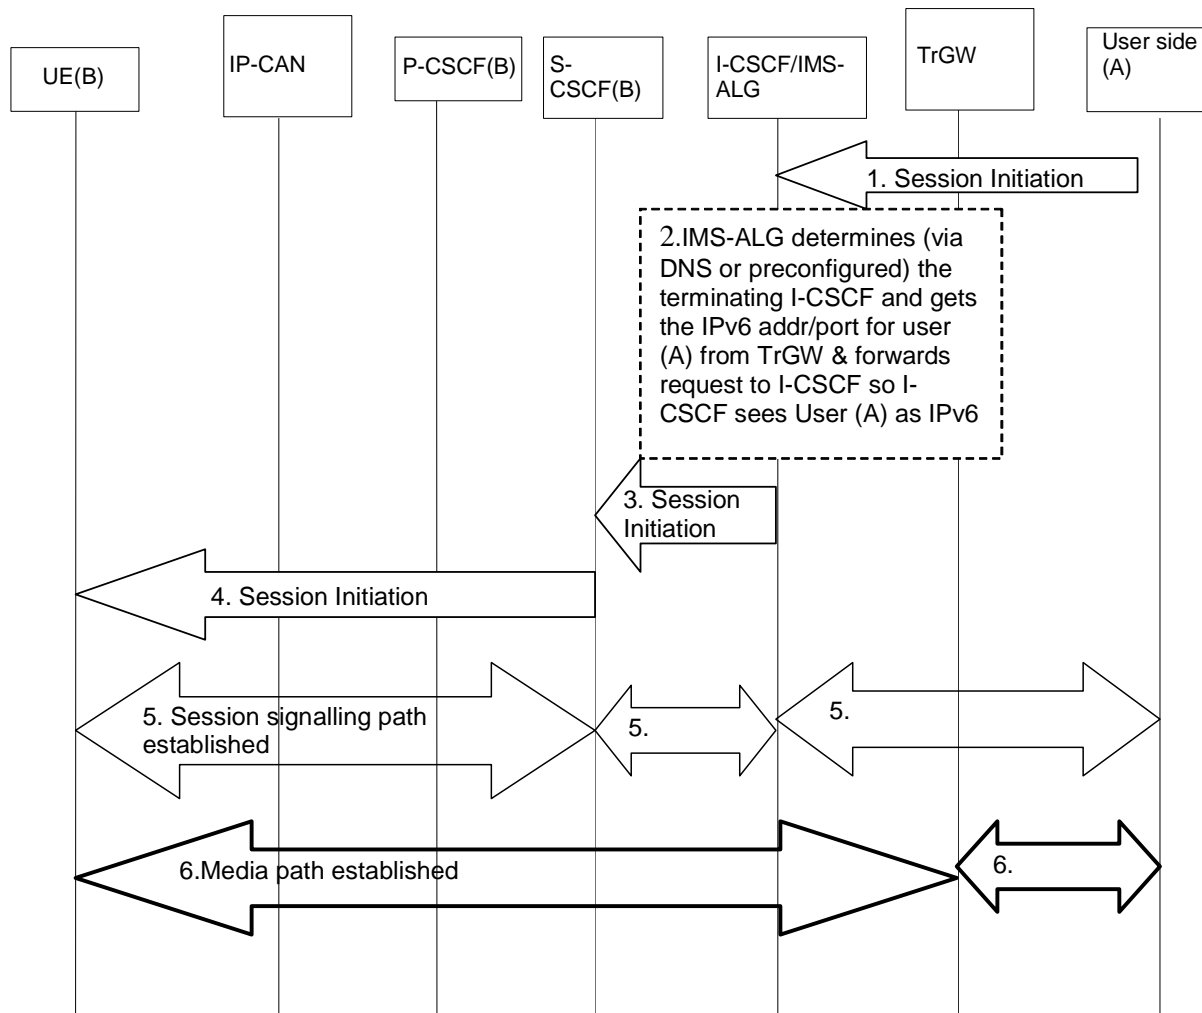 UE(B)
IP-CAN
P-CSCF(B)
S-
CSCF(B)
I-CSCF/IMS-
ALG
TrGW
User side
(A)
1. Session Initiation
2.IMS-ALG determines (via
DNS or preconfigured) the
terminating I-CSCF and gets
the IPv6 addr/port for user
(A) from TrGW & forwards
request to I-CSCF so I-
CSCF sees User (A) as IPv6
3. Session
Initiation
4. Session Initiation
5. Session signalling path
established
5.
5.
6.Media path established
6.